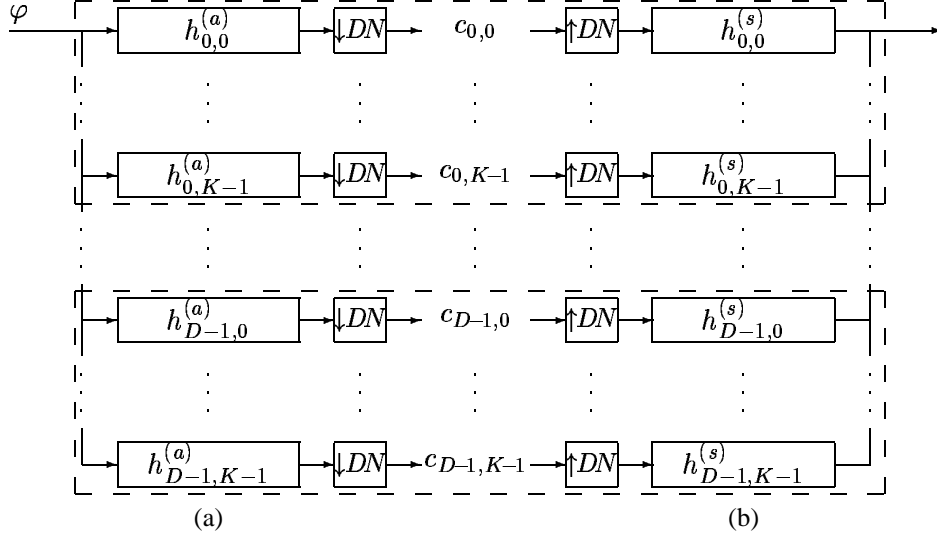 φ
h_{0,0}^{(a)} ↓DN c_{0,0} ↑DN h_{0,0}^{(s)}
h_{0,K−1}^{(a)} ↓DN c_{0,K−1} ↑DN h_{0,K−1}^{(s)}
h_{D−1,0}^{(a)} ↓DN c_{D−1,0} ↑DN h_{D−1,0}^{(s)}
h_{D−1,K−1}^{(a)} ↓DN c_{D−1,K−1} ↑DN h_{D−1,K−1}^{(s)}
(a) (b)